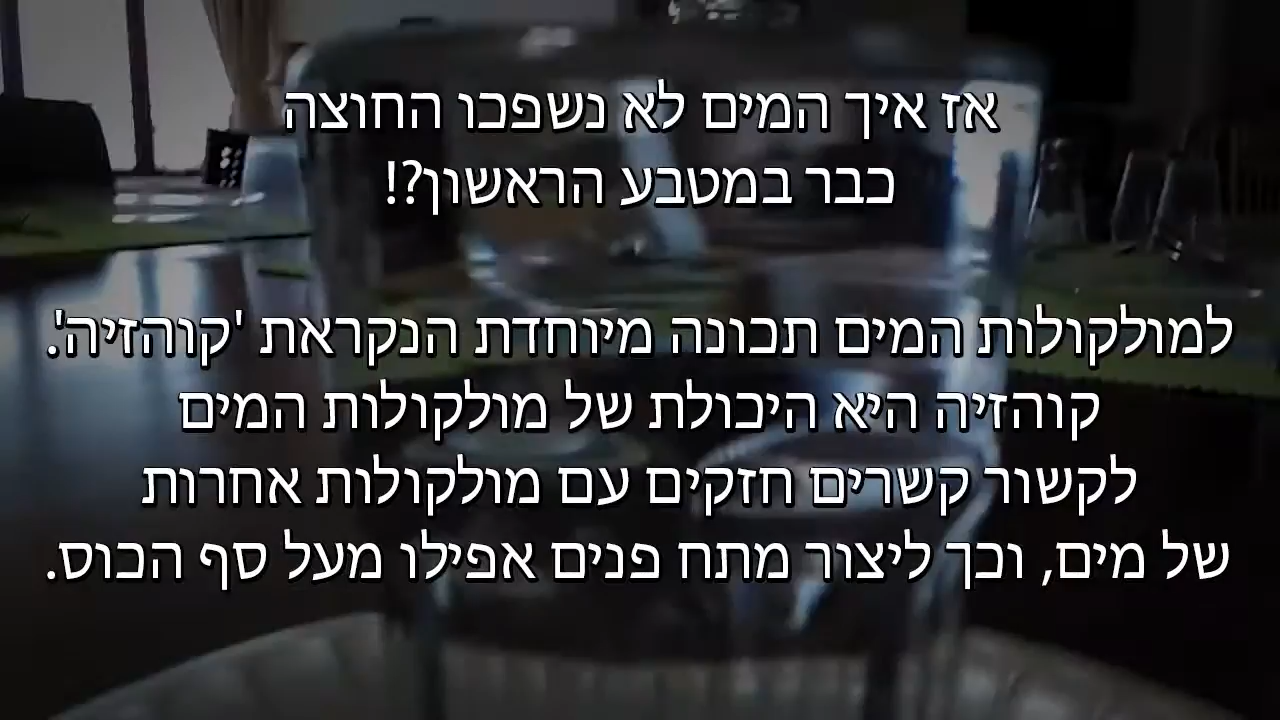 אז איך המים לא נשפכו החוצה
כבר במטבע הראשון?!
למולקולות המים תכונה מיוחדת הנקראת 'קוהזיה'.
קוהזיה היא היכולת של מולקולות המים
לקשור קשרים חזקים עם מולקולות אחרות
של מים, וכך ליצור מתח פנים אפילו מעל סף הכוס.